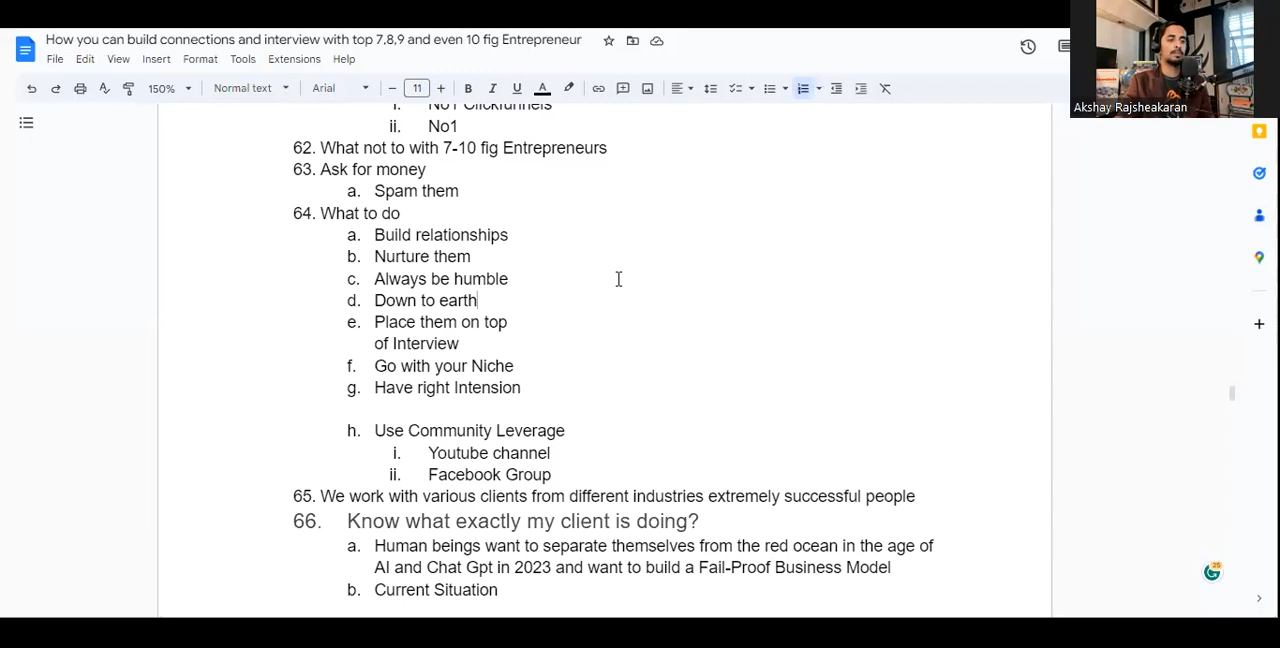 How you can build connections and interview with top 7,8,9 and even 10 fig Entrepreneur
File Edit View Insert Format Tools Extensions Help
150% Normal text Arial 11
Akshay Rajsheakaran
i. No1 Clickfunnels
ii. No1
62. What not to with 7-10 fig Entrepreneurs
63. Ask for money
a. Spam them
64. What to do
a. Build relationships
b. Nurture them
c. Always be humble
d. Down to earth
e. Place them on top
of Interview
f. Go with your Niche
g. Have right Intension
h. Use Community Leverage
i. Youtube channel
ii. Facebook Group
65. We work with various clients from different industries extremely successful people
66. Know what exactly my client is doing?
a. Human beings want to separate themselves from the red ocean in the age of
AI and Chat Gpt in 2023 and want to build a Fail-Proof Business Model
b. Current Situation